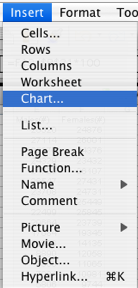 Insert Format Too
Cells...
Rows
Columns
Worksheet
Chart...
List...
Page Break
Function...
Name
Comment
Picture
Movie...
Object...
Hyperlink... ⌘K